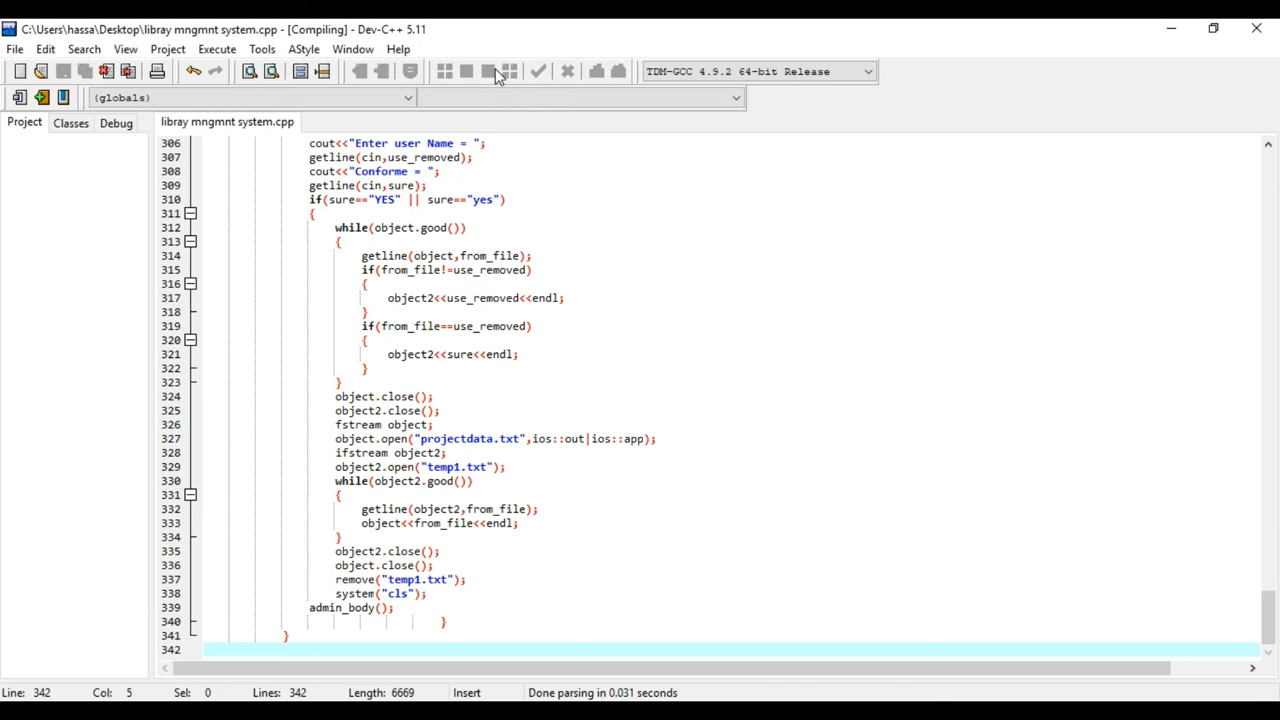 C:\Users\hassa\Desktop\libray mngmnt system.cpp - [Compiling] - Dev-C++ 5.11
File Edit Search View Project Execute Tools AStyle Window Help
TDM-GCC 4.9.2 64-bit Release
(globals)
Project Classes Debug libray mngmnt system.cpp
306 cout<<"Enter user Name = ";
307 getline(cin,use_removed);
308 cout<<"Conforme = ";
309 getline(cin,sure);
310 if(sure=="YES" || sure=="yes")
311 {
312 while(object.good())
313 {
314 getline(object,from_file);
315 if(from_file!=use_removed)
316 {
317 object2<<use_removed<<endl;
318 }
319 if(from_file==use_removed)
320 {
321 object2<<sure<<endl;
322 }
323 }
324 object.close();
325 object2.close();
326 fstream object;
327 object.open("projectdata.txt",ios::out|ios::app);
328 ifstream object2;
329 object2.open("temp1.txt");
330 while(object2.good())
331 {
332 getline(object2,from_file);
333 object<<from_file<<endl;
334 }
335 object2.close();
336 object.close();
337 remove("temp1.txt");
338 system("cls");
339 admin_body();
340 }
341 }
342
Line: 342 Col: 5 Sel: 0 Lines: 342 Length: 6669 Insert Done parsing in 0.031 seconds